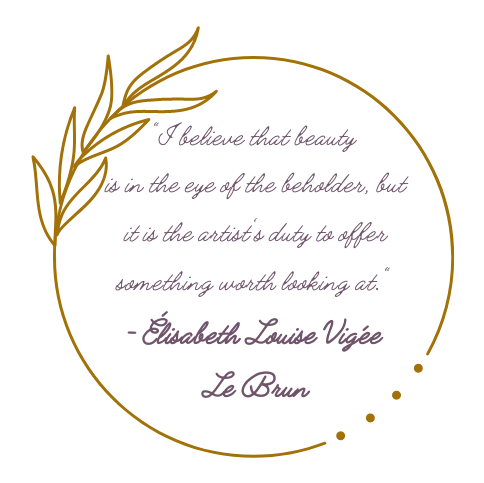 “I believe that beauty
is in the eye of the beholder, but
it is the artist's duty to offer
something worth looking at.“
- Élisabeth Louise Vigée
Le Brun